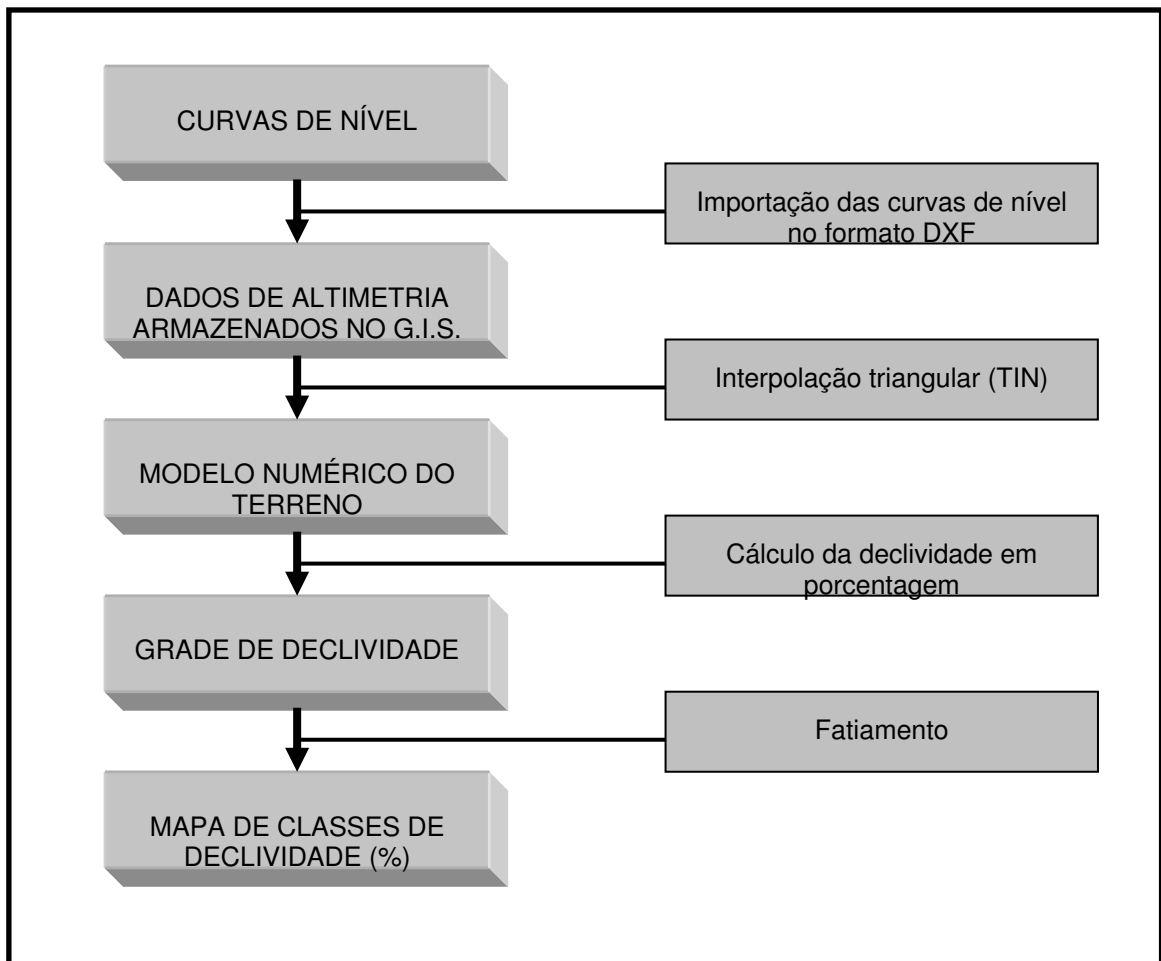 CURVAS DE NÍVEL
Importação das curvas de nível
no formato DXF
DADOS DE ALTIMETRIA
ARMAZENADOS NO G.I.S.
Interpolação triangular (TIN)
MODELO NUMÉRICO DO
TERRENO
Cálculo da declividade em
porcentagem
GRADE DE DECLIVIDADE
Fatiamento
MAPA DE CLASSES DE
DECLIVIDADE (%)